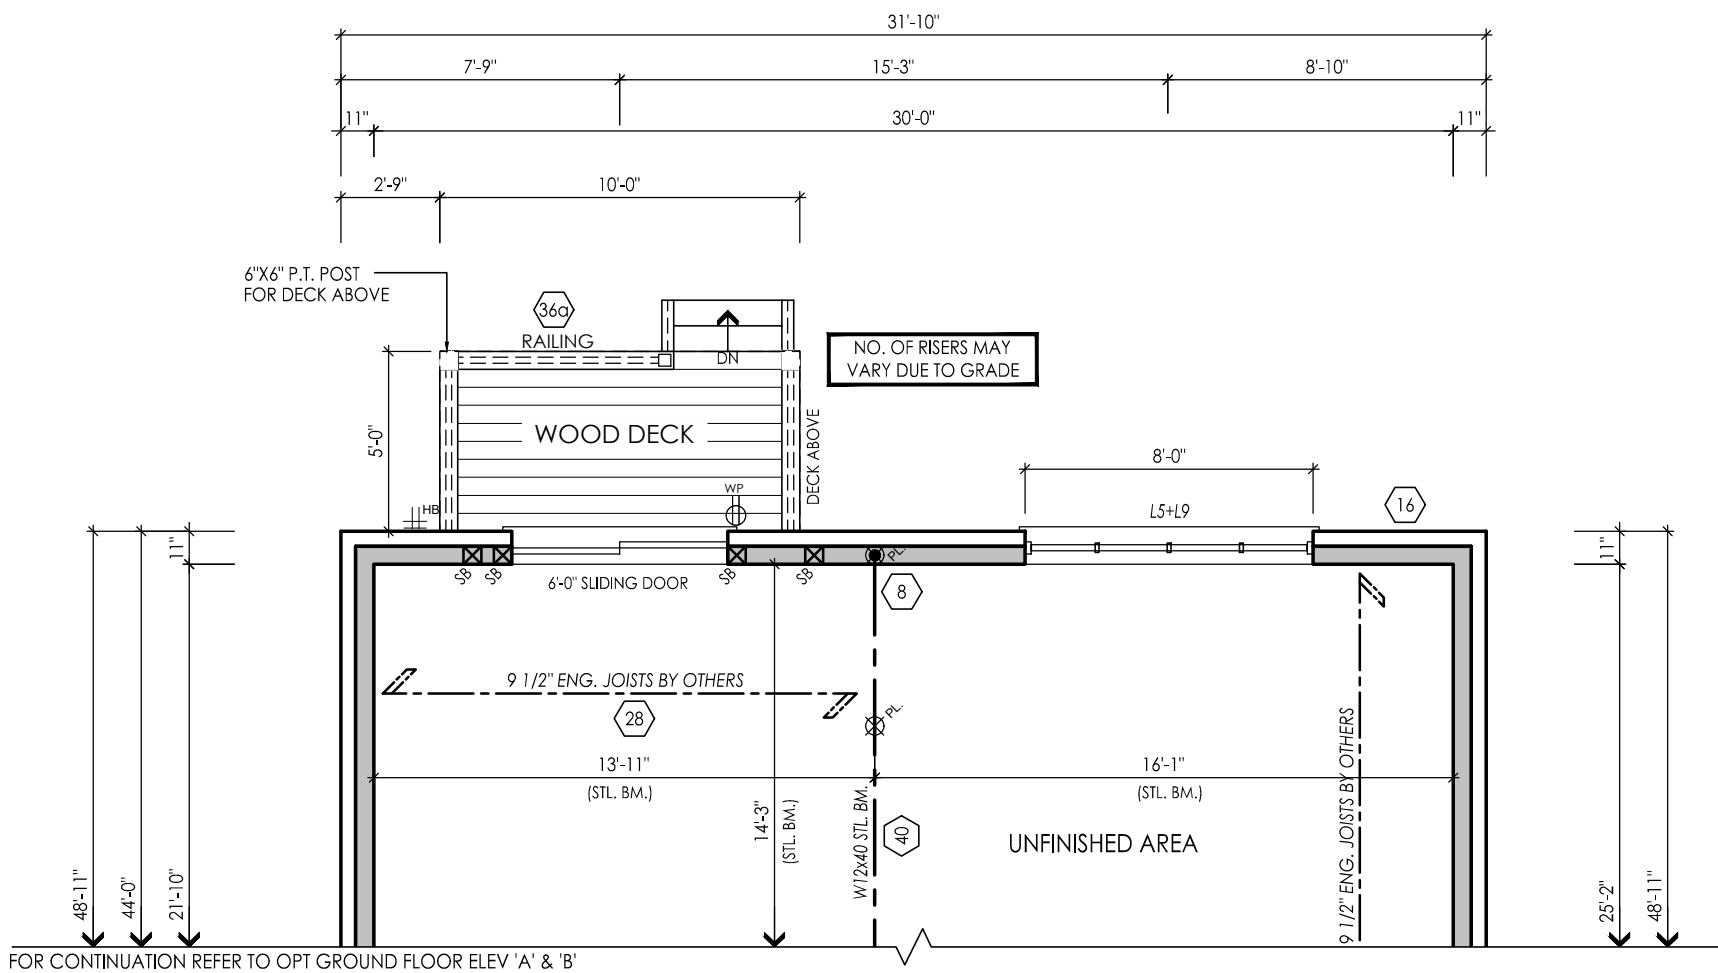 31'-10"
7'-9"
15'-3"
8'-10"
11"
30'-0"
11"
2'-9"
10'-0"
6"X6" P.T. POST
FOR DECK ABOVE
36a
RAILING
DN
NO. OF RISERS MAY
VARY DUE TO GRADE
5'-0"
WOOD DECK
DECK ABOVE
8'-0"
WP
HB
L5+L9
16
11"
11"
SB
SB
6'-0" SLIDING DOOR
SB
SB
PL.
8
9 1/2" ENG. JOISTS BY OTHERS
28
PL.
13'-11"
(STL. BM.)
16'-1"
(STL. BM.)
14'-3"
(STL. BM.)
W12x40 STL. BM.
40
UNFINISHED AREA
9 1/2" ENG. JOISTS BY OTHERS
48'-11"
44'-0"
21'-10"
25'-2"
48'-11"
FOR CONTINUATION REFER TO OPT GROUND FLOOR ELEV 'A' & 'B'